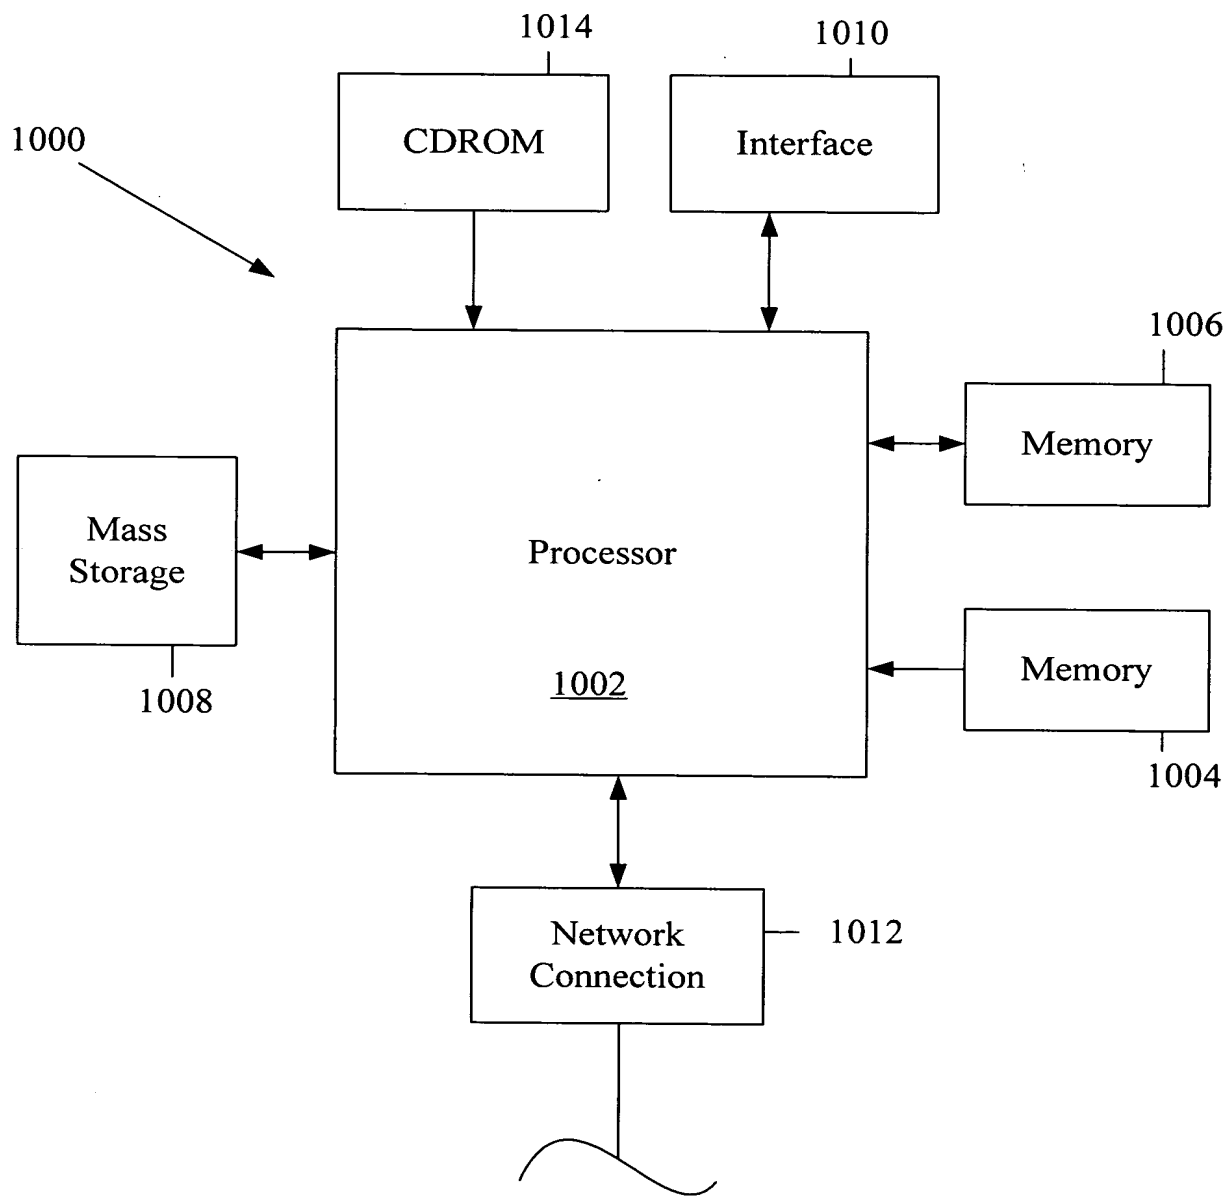 1014
1010
1000
CDROM
Interface
1006
Memory
Mass
Storage
Processor
1008
1002
Memory
1004
Network
Connection
1012